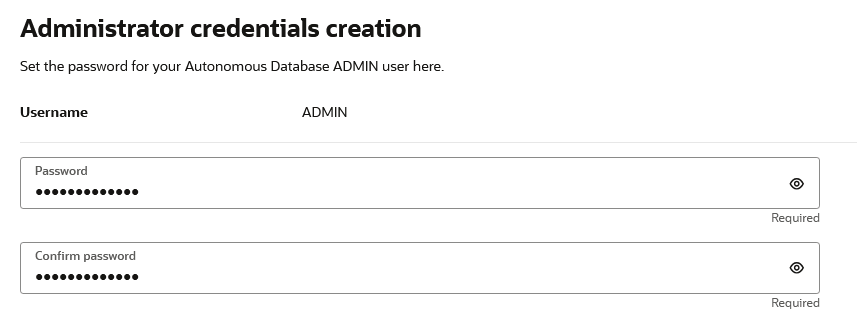 Administrator credentials creation
Set the password for your Autonomous Database ADMIN user here.
Username ADMIN
Password
•••••••••••••
Required
Confirm password
•••••••••••••
Required